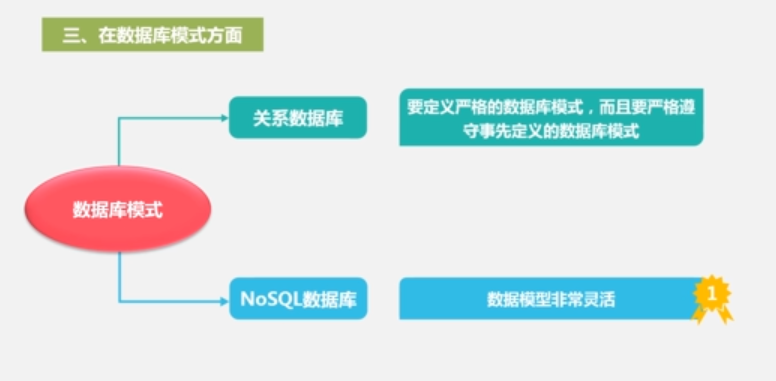 三、在数据库模式方面
关系数据库
要定义严格的数据库模式，而且要严格遵
守事先定义的数据库模式
数据库模式
NoSQL数据库
数据模型非常灵活
1